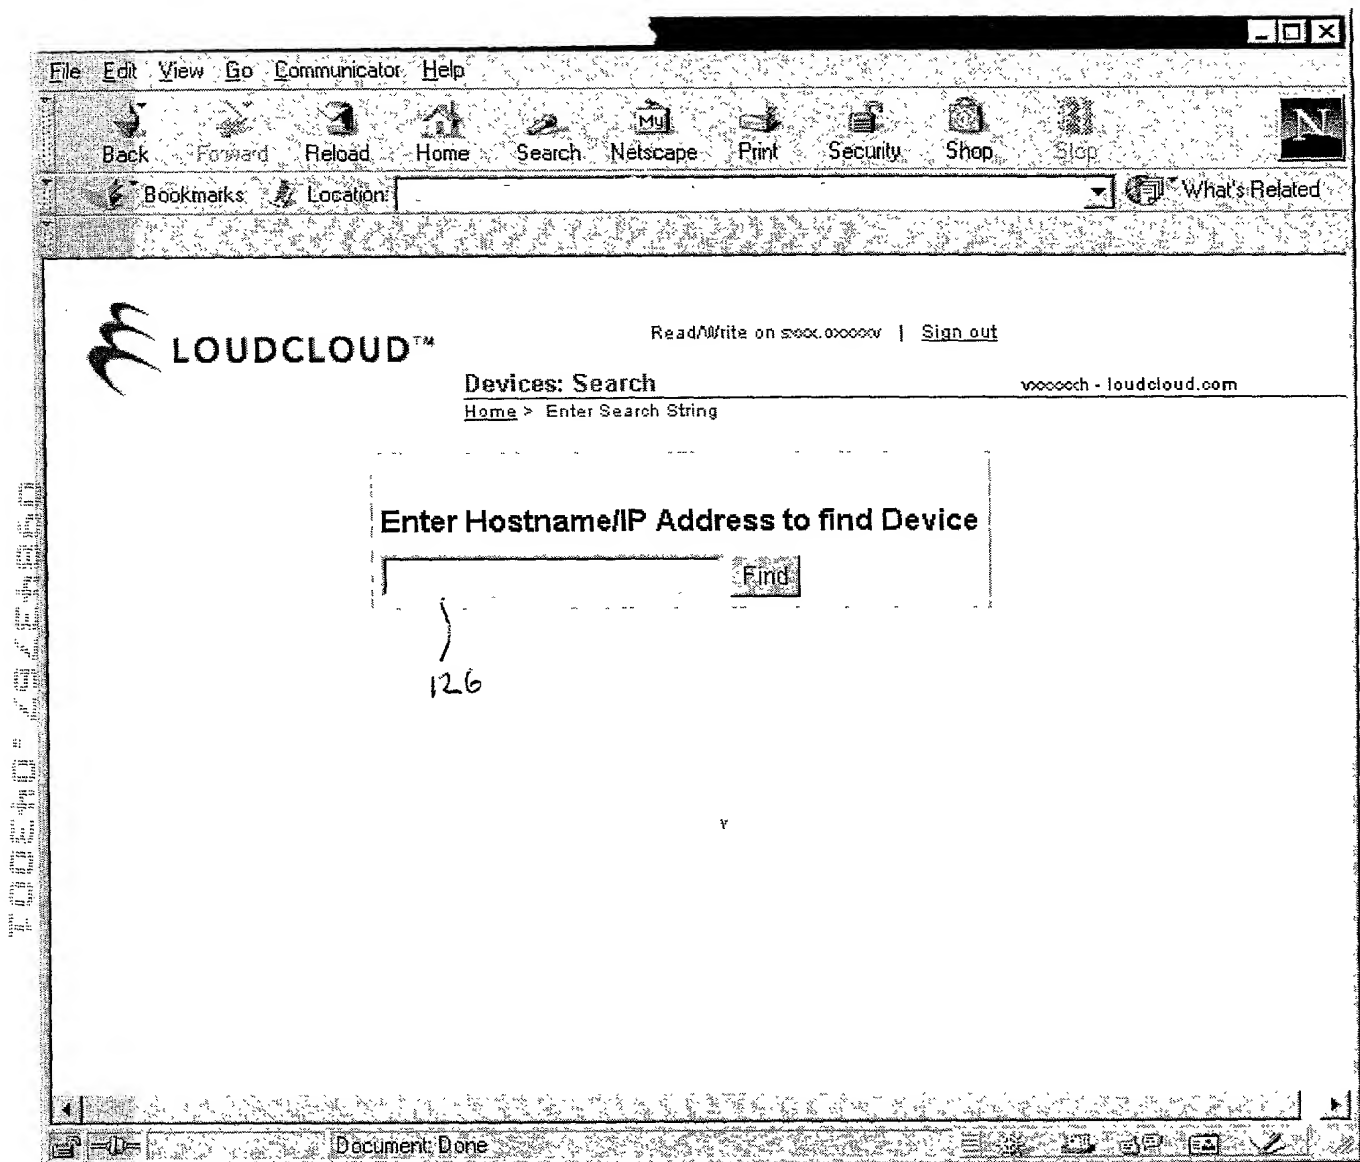 File Edit View Go Communicator Help
My N
Back Forward Reload Home Search Netscape Print Security Shop Stop
Bookmarks Location: What's Related
LOUDCLOUD™
Read/Write on | Sign out
Devices: Search
- loudcloud.com
Home > Enter Search String
Enter Hostname/IP Address to find Device
Find
126
Document: Done